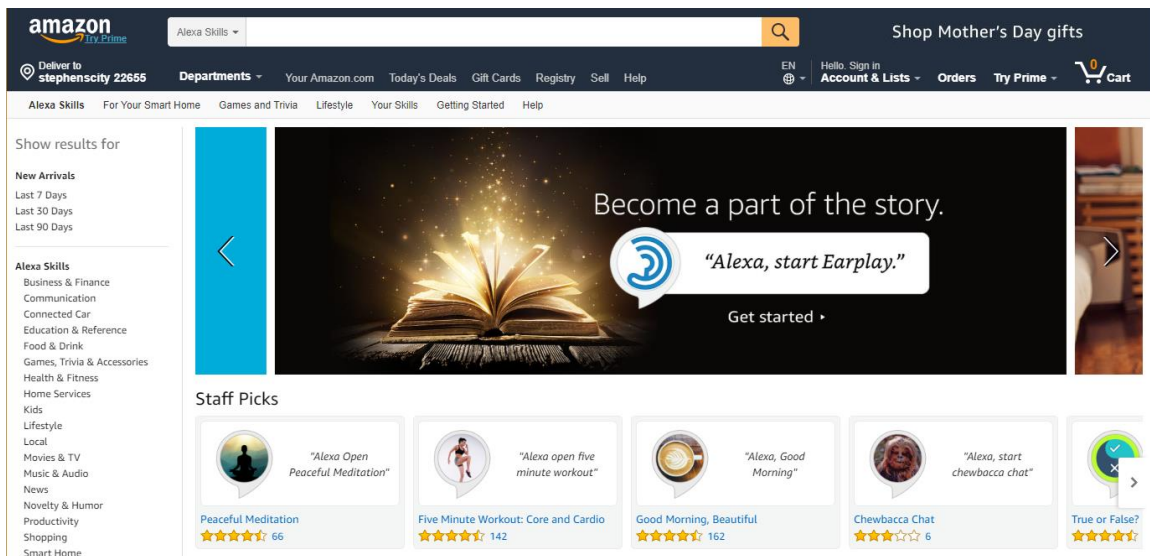 amazon
Try Prime
Alexa Skills
Shop Mother's Day gifts
Deliver to
stephenscity 22655
Departments
Your Amazon.com
Today's Deals
Gift Cards
Registry
Sell
Help
EN
Hello. Sign in
Account & Lists
Orders
Try Prime
0
Cart
Alexa Skills
For Your Smart Home
Games and Trivia
Lifestyle
Your Skills
Getting Started
Help
Show results for
New Arrivals
Last 7 Days
Last 30 Days
Last 90 Days
Alexa Skills
Business & Finance
Communication
Connected Car
Education & Reference
Food & Drink
Games, Trivia & Accessories
Health & Fitness
Home Services
Kids
Lifestyle
Local
Movies & TV
Music & Audio
News
Novelty & Humor
Productivity
Shopping
Smart Home
Become a part of the story.
"Alexa, start Earplay."
Get started
Staff Picks
"Alexa Open
Peaceful Meditation"
Peaceful Meditation
66
"Alexa open five
minute workout"
Five Minute Workout: Core and Cardio
142
"Alexa, Good
Morning"
Good Morning, Beautiful
162
"Alexa, start
chewbacca chat"
Chewbacca Chat
6
True or False?